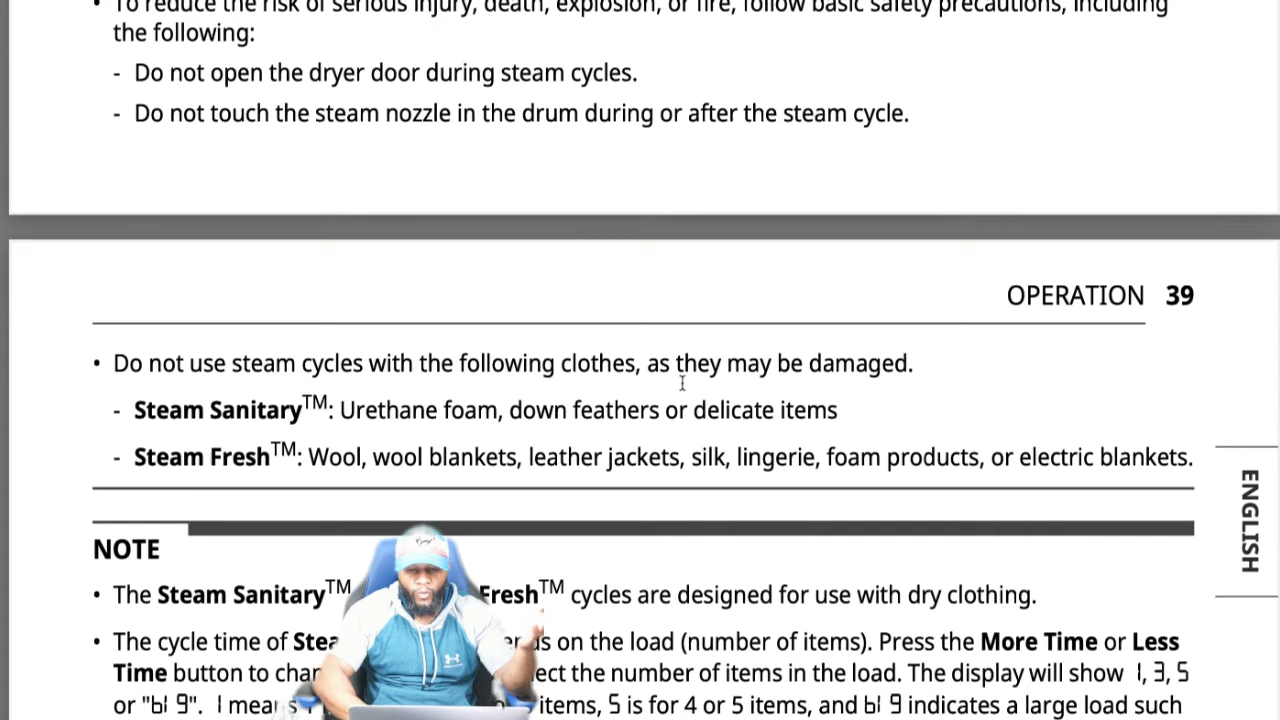 • To reduce the risk of serious injury, death, explosion, or fire, follow basic safety precautions, including
the following:
- Do not open the dryer door during steam cycles.
- Do not touch the steam nozzle in the drum during or after the steam cycle.
OPERATION 39
• Do not use steam cycles with the following clothes, as they may be damaged.
- Steam Sanitary™: Urethane foam, down feathers or delicate items
- Steam Fresh™: Wool, wool blankets, leather jackets, silk, lingerie, foam products, or electric blankets.
ENGLISH
NOTE
• The Steam Sanitary™ Fresh™ cycles are designed for use with dry clothing.
• The cycle time of on the load (number of items). Press the More Time or Less
Time button to the number of items in the load. The display will show 1, 3, 5
or "bI 9". 1 items, 5 is for 4 or 5 items, and bI 9 indicates a large load such